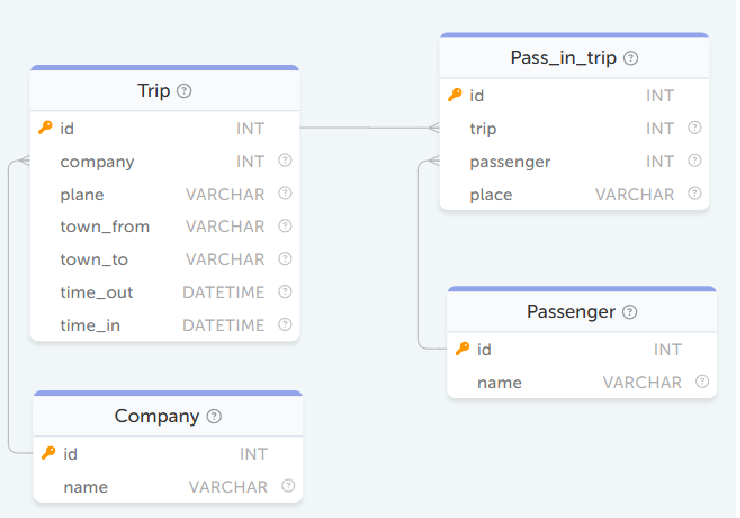 Trip
id INT
company INT
plane VARCHAR
town_from VARCHAR
town_to VARCHAR
time_out DATETIME
time_in DATETIME
Pass_in_trip
id INT
trip INT
passenger INT
place VARCHAR
Passenger
id INT
name VARCHAR
Company
id INT
name VARCHAR